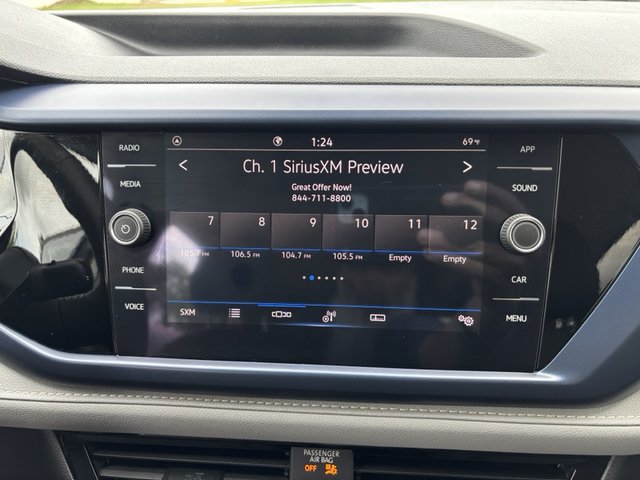 RADIO
1:24
69°F
APP
<
Ch. 1 SiriusXM Preview
>
MEDIA
Great Offer Now!
844-711-8800
SOUND
7
8
9
10
11
12
105.7 FM
106.5 FM
104.7 FM
105.5 FM
Empty
Empty
PHONE
CAR
VOICE
SXM
MENU
PASSENGER
AIR BAG
OFF